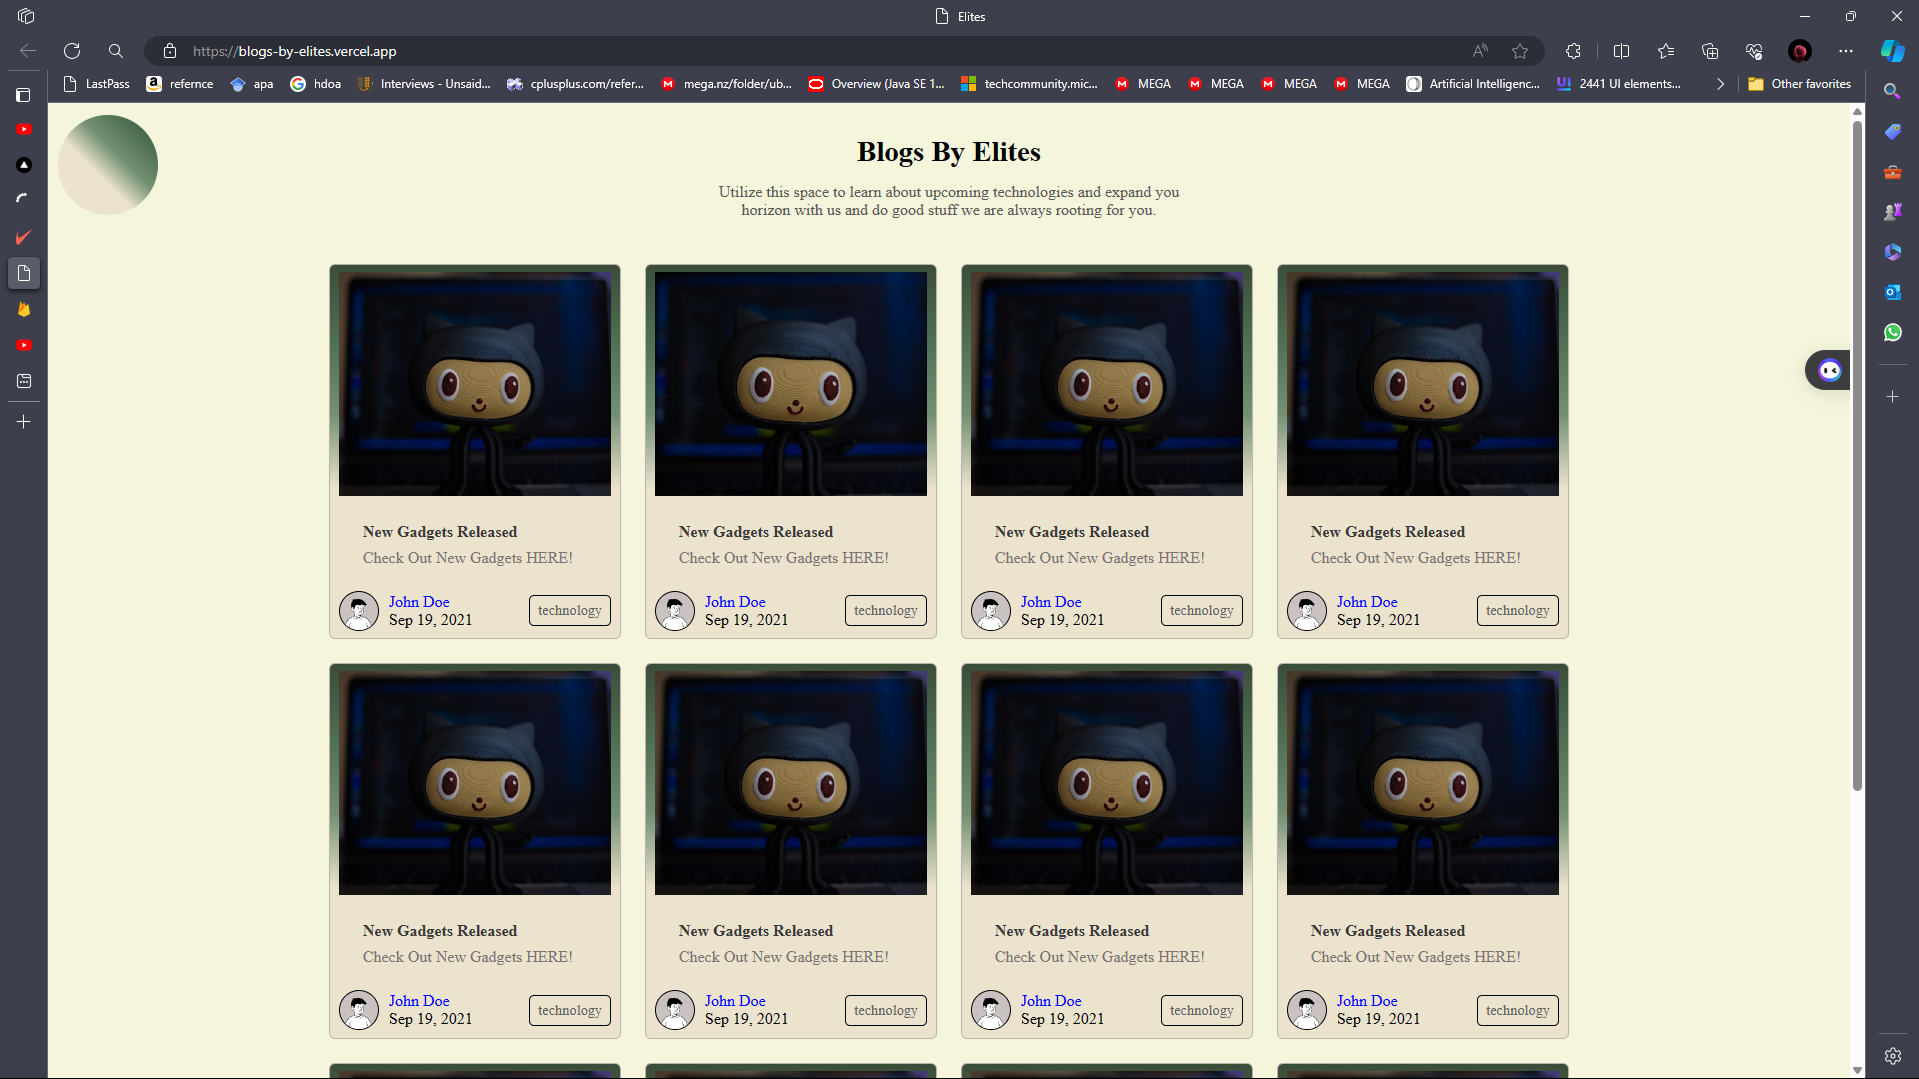 Elites
https://blogs-by-elites.vercel.app
LastPass
refernce
apa
hdoa
Interviews - Unsaid...
cplusplus.com/refer...
mega.nz/folder/ub...
Overview (Java SE 1...
techcommunity.mic...
MEGA
MEGA
MEGA
MEGA
Artificial Intelligenc...
2441 UI elements...
Other favorites
Blogs By Elites
Utilize this space to learn about upcoming technologies and expand you
horizon with us and do good stuff we are always rooting for you.
New Gadgets Released
Check Out New Gadgets HERE!
John Doe
Sep 19, 2021
technology
New Gadgets Released
Check Out New Gadgets HERE!
John Doe
Sep 19, 2021
technology
New Gadgets Released
Check Out New Gadgets HERE!
John Doe
Sep 19, 2021
technology
New Gadgets Released
Check Out New Gadgets HERE!
John Doe
Sep 19, 2021
technology
New Gadgets Released
Check Out New Gadgets HERE!
John Doe
Sep 19, 2021
technology
New Gadgets Released
Check Out New Gadgets HERE!
John Doe
Sep 19, 2021
technology
New Gadgets Released
Check Out New Gadgets HERE!
John Doe
Sep 19, 2021
technology
New Gadgets Released
Check Out New Gadgets HERE!
John Doe
Sep 19, 2021
technology